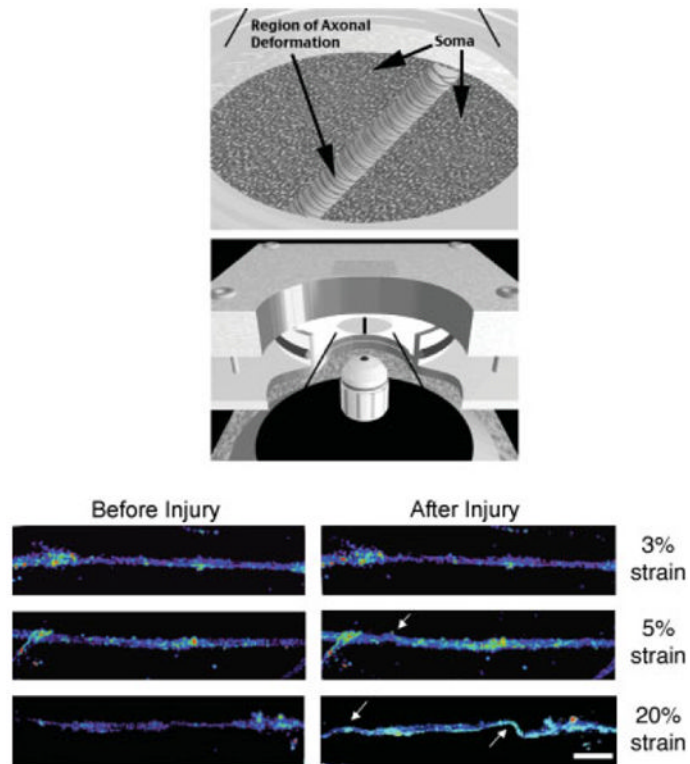 Region of Axonal
Deformation
Soma
Before Injury
After Injury
3%
strain
5%
strain
20%
strain